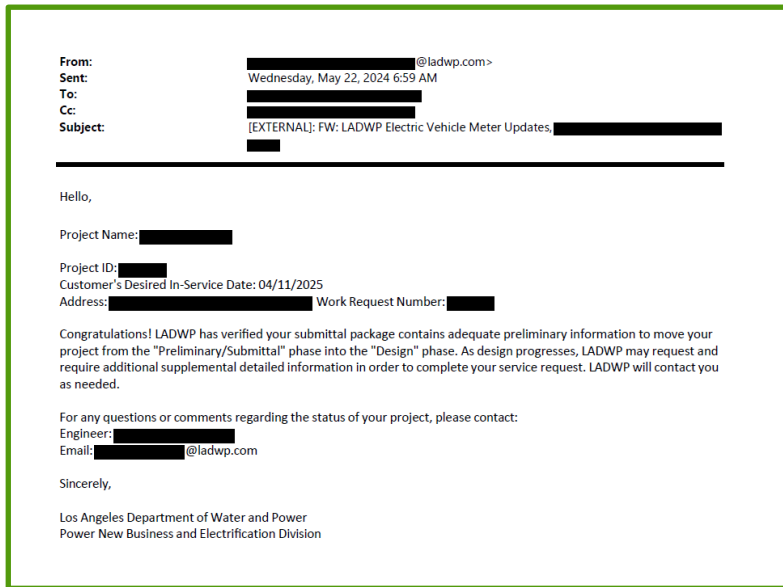 From: @ladwp.com>
Sent: Wednesday, May 22, 2024 6:59 AM
To:
Cc:
Subject: [EXTERNAL]: FW: LADWP Electric Vehicle Meter Updates,
Hello,
Project Name:
Project ID:
Customer's Desired In-Service Date: 04/11/2025
Address: Work Request Number:
Congratulations! LADWP has verified your submittal package contains adequate preliminary information to move your
project from the "Preliminary/Submittal" phase into the "Design" phase. As design progresses, LADWP may request and
require additional supplemental detailed information in order to complete your service request. LADWP will contact you
as needed.
For any questions or comments regarding the status of your project, please contact:
Engineer:
Email: @ladwp.com
Sincerely,
Los Angeles Department of Water and Power
Power New Business and Electrification Division